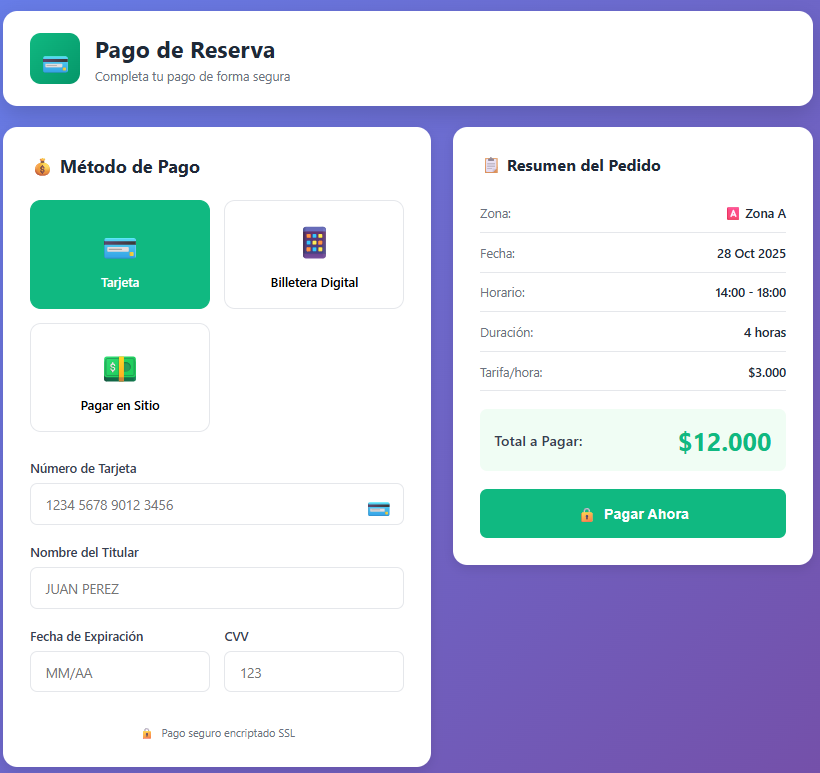 Pago de Reserva
Completa tu pago de forma segura
Método de Pago
Tarjeta
Billetera Digital
Pagar en Sitio
Número de Tarjeta
1234 5678 9012 3456
Nombre del Titular
JUAN PEREZ
Fecha de Expiración
CVV
MM/AA
123
Pago seguro encriptado SSL
Resumen del Pedido
Zona: A Zona A
Fecha: 28 Oct 2025
Horario: 14:00 - 18:00
Duración: 4 horas
Tarifa/hora: $3.000
Total a Pagar: $12.000
Pagar Ahora